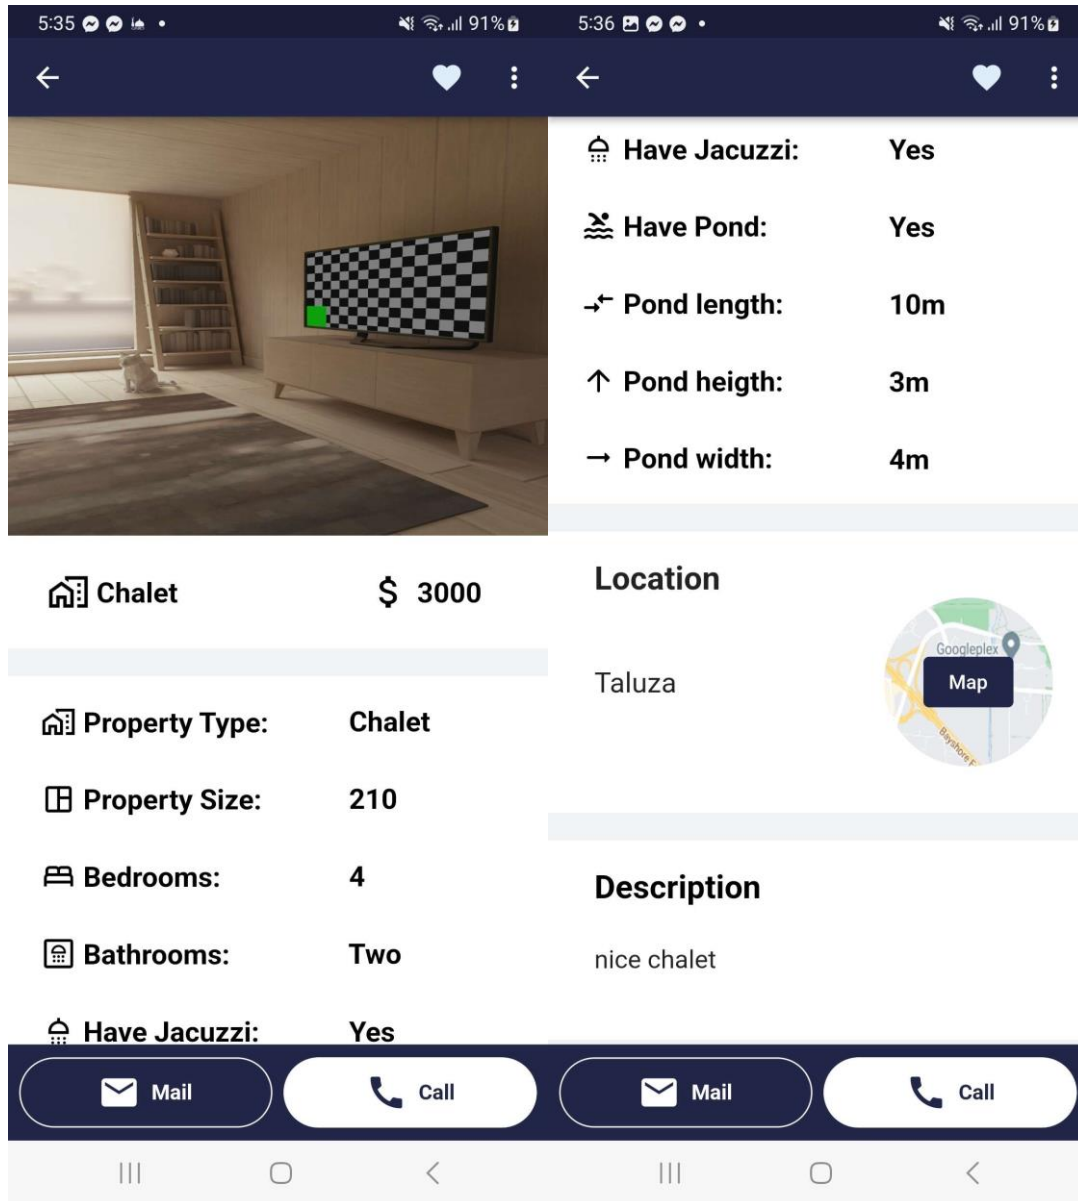 5:35
91%
Chalet
$ 3000
Property Type: Chalet
Property Size: 210
Bedrooms: 4
Bathrooms: Two
Have Jacuzzi: Yes
Mail Call
5:36
91%
Have Jacuzzi: Yes
Have Pond: Yes
Pond length: 10m
Pond heigth: 3m
Pond width: 4m
Location
Googleplex
Taluza
Map
Bayshore F
Description
nice chalet
Mail Call